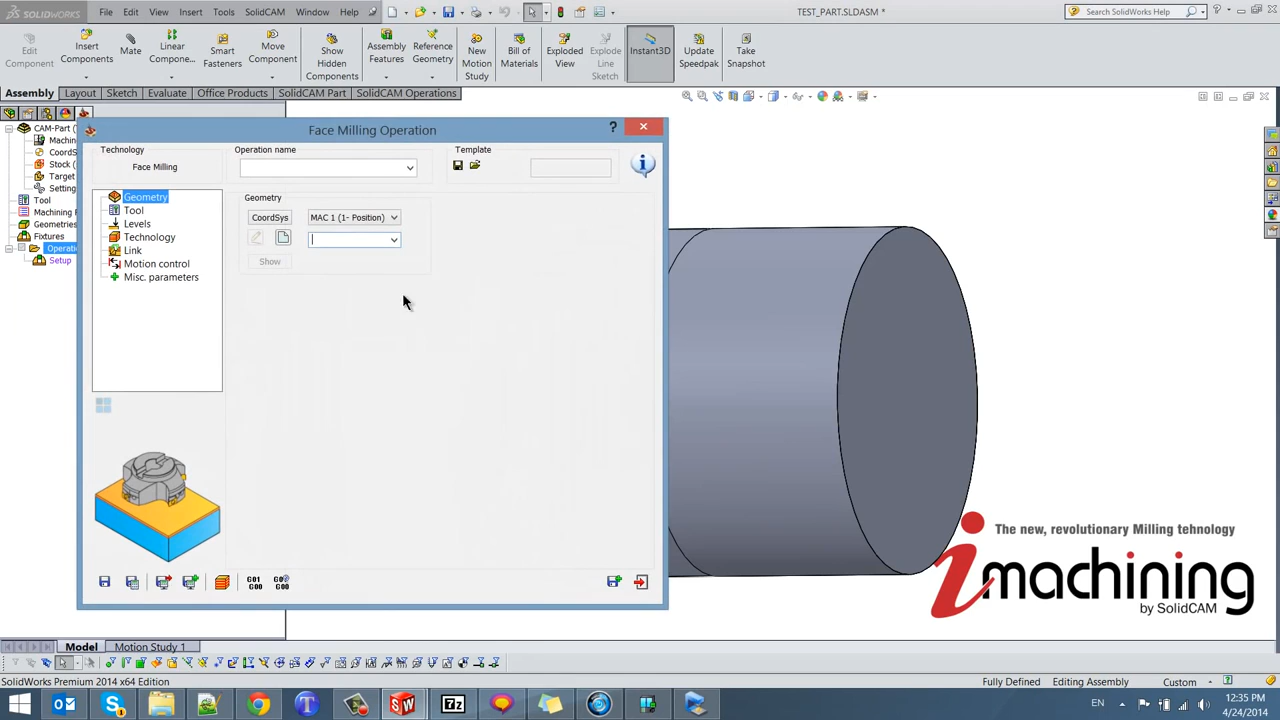 SOLIDWORKS File Edit View Insert Tools SolidCAM Window Help TEST_PART.SLDASM * Search SolidWorks Help
Edit Component
Insert Components
Mate
Linear Compone...
Smart Fasteners
Move Component
Show Hidden Components
Assembly Features
Reference Geometry
New Motion Study
Bill of Materials
Exploded View
Explode Line Sketch
Instant3D
Update Speedpak
Take Snapshot
Assembly Layout Sketch Evaluate Office Products SolidCAM Part SolidCAM Operations
CAM-Part (
Machin
CoordS
Stock (
Target
Setting
Tool
Machining
Geometries
Fixtures
Operati
Setup
Face Milling Operation
Technology
Face Milling
Operation name
Template
Geometry
Tool
Levels
Technology
Link
Motion control
Misc. parameters
Geometry
CoordSys MAC 1 (1- Position)
Show
G01 G00
The new, revolutionary Milling tehnology
imachining
by SolidCAM
Model Motion Study 1
SolidWorks Premium 2014 x64 Edition Fully Defined Editing Assembly Custom
EN 12:35 PM
4/24/2014